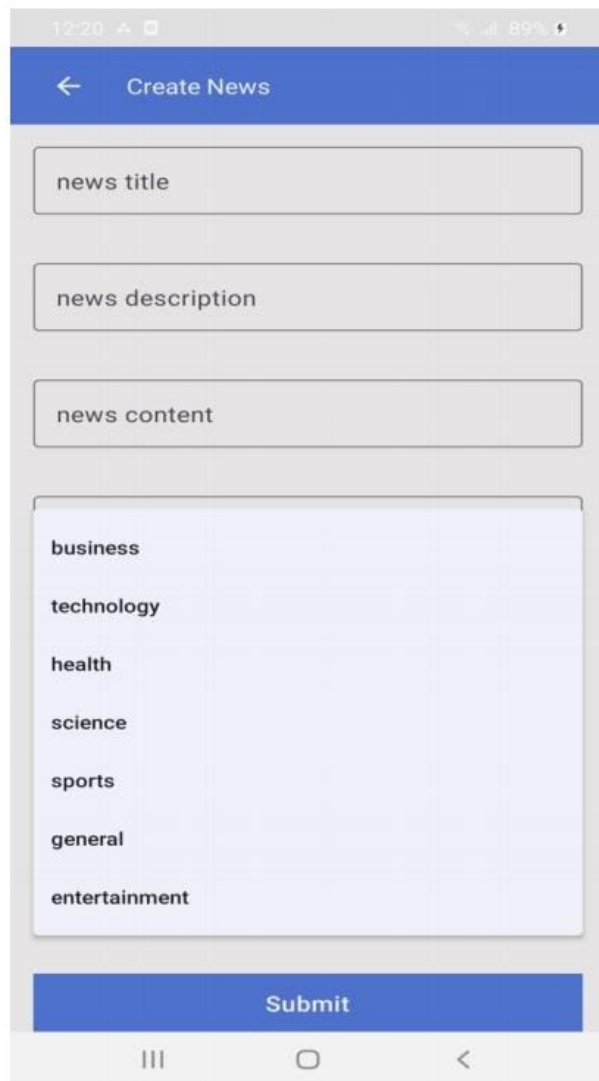 12:20 89%
Create News
news title
news description
news content
business
technology
health
science
sports
general
entertainment
Submit